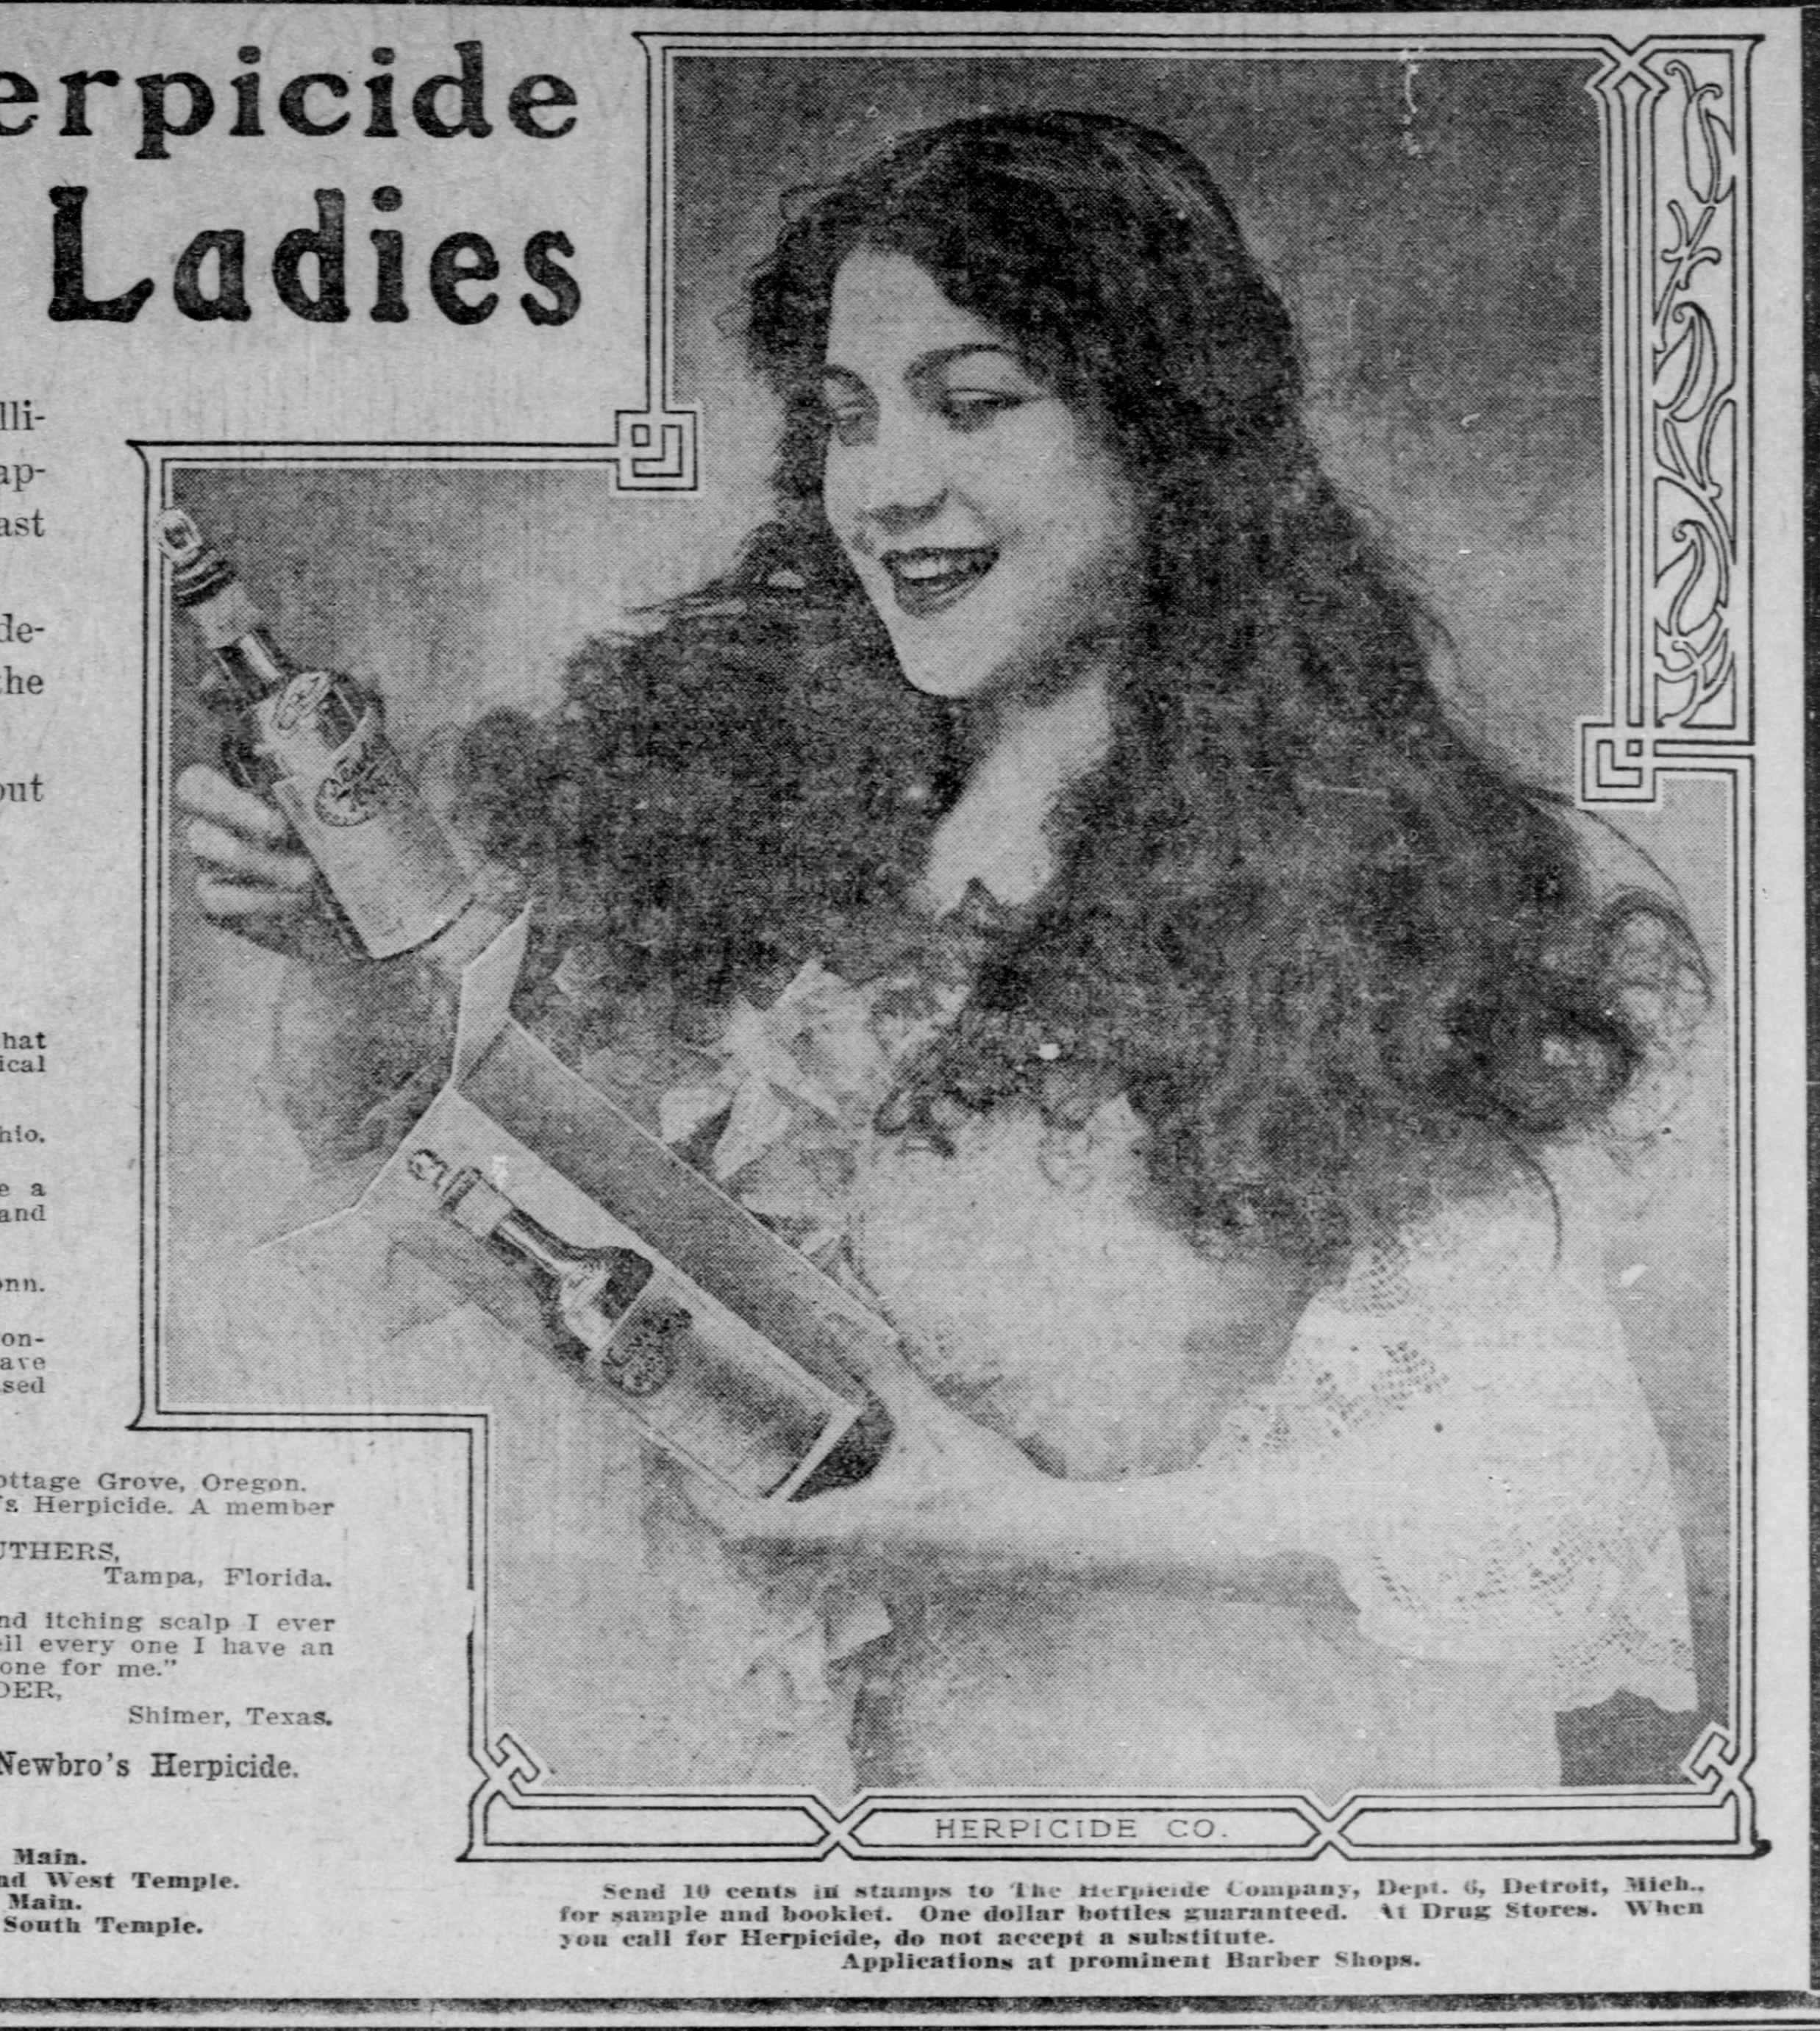 erpicide
Ladies
lli-
ap-
ast
de-
the
out
hat
ical
hio.
e a
and
onn.
on-
ave
sed
ottage Grove, Oregon.
's Herpicide. A member
UTHERS,
Tampa, Florida.
nd itching scalp I ever
ell every one I have an
one for me."
DER,
Shimer, Texas.
Newbro's Herpicide.
Main.
nd West Temple.
Main.
South Temple.
HERPICIDE CO.
Send 10 cents in stamps to The Herpicide Company, Dept. 6, Detroit, Mich.,
for sample and booklet. One dollar bottles guaranteed. At Drug Stores. When
you call for Herpicide, do not accept a substitute.
Applications at prominent Barber Shops.